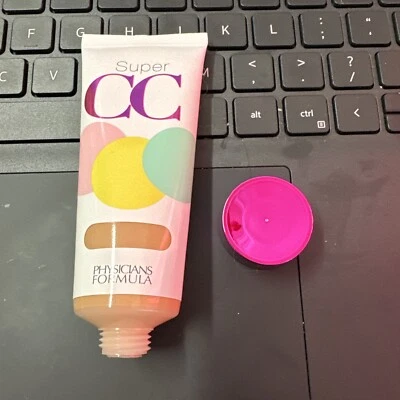 F G H J K L : ;
" '
C V M < , > . ? /
alt ctrl <
Super
CC
PHYSICIANS
FORMULA